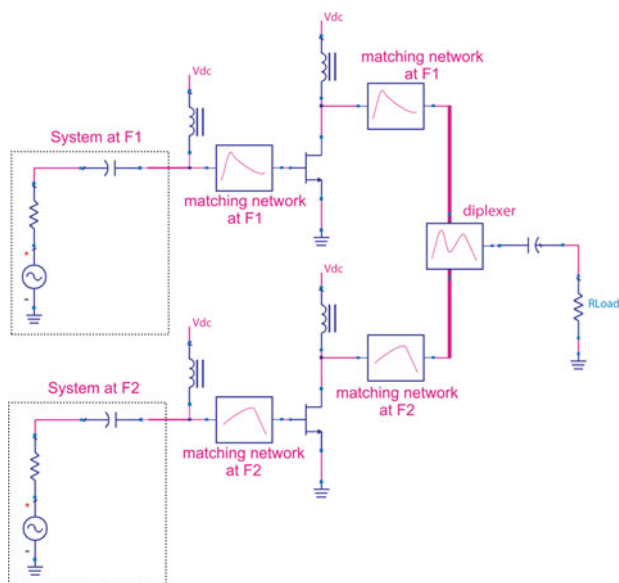 Vdc
matching network
at F1
Vdc
System at F1
matching network
at F1
+
-
diplexer
RLoad
Vdc
Vdc
System at F2
matching network
at F2
matching network
at F2
+
-